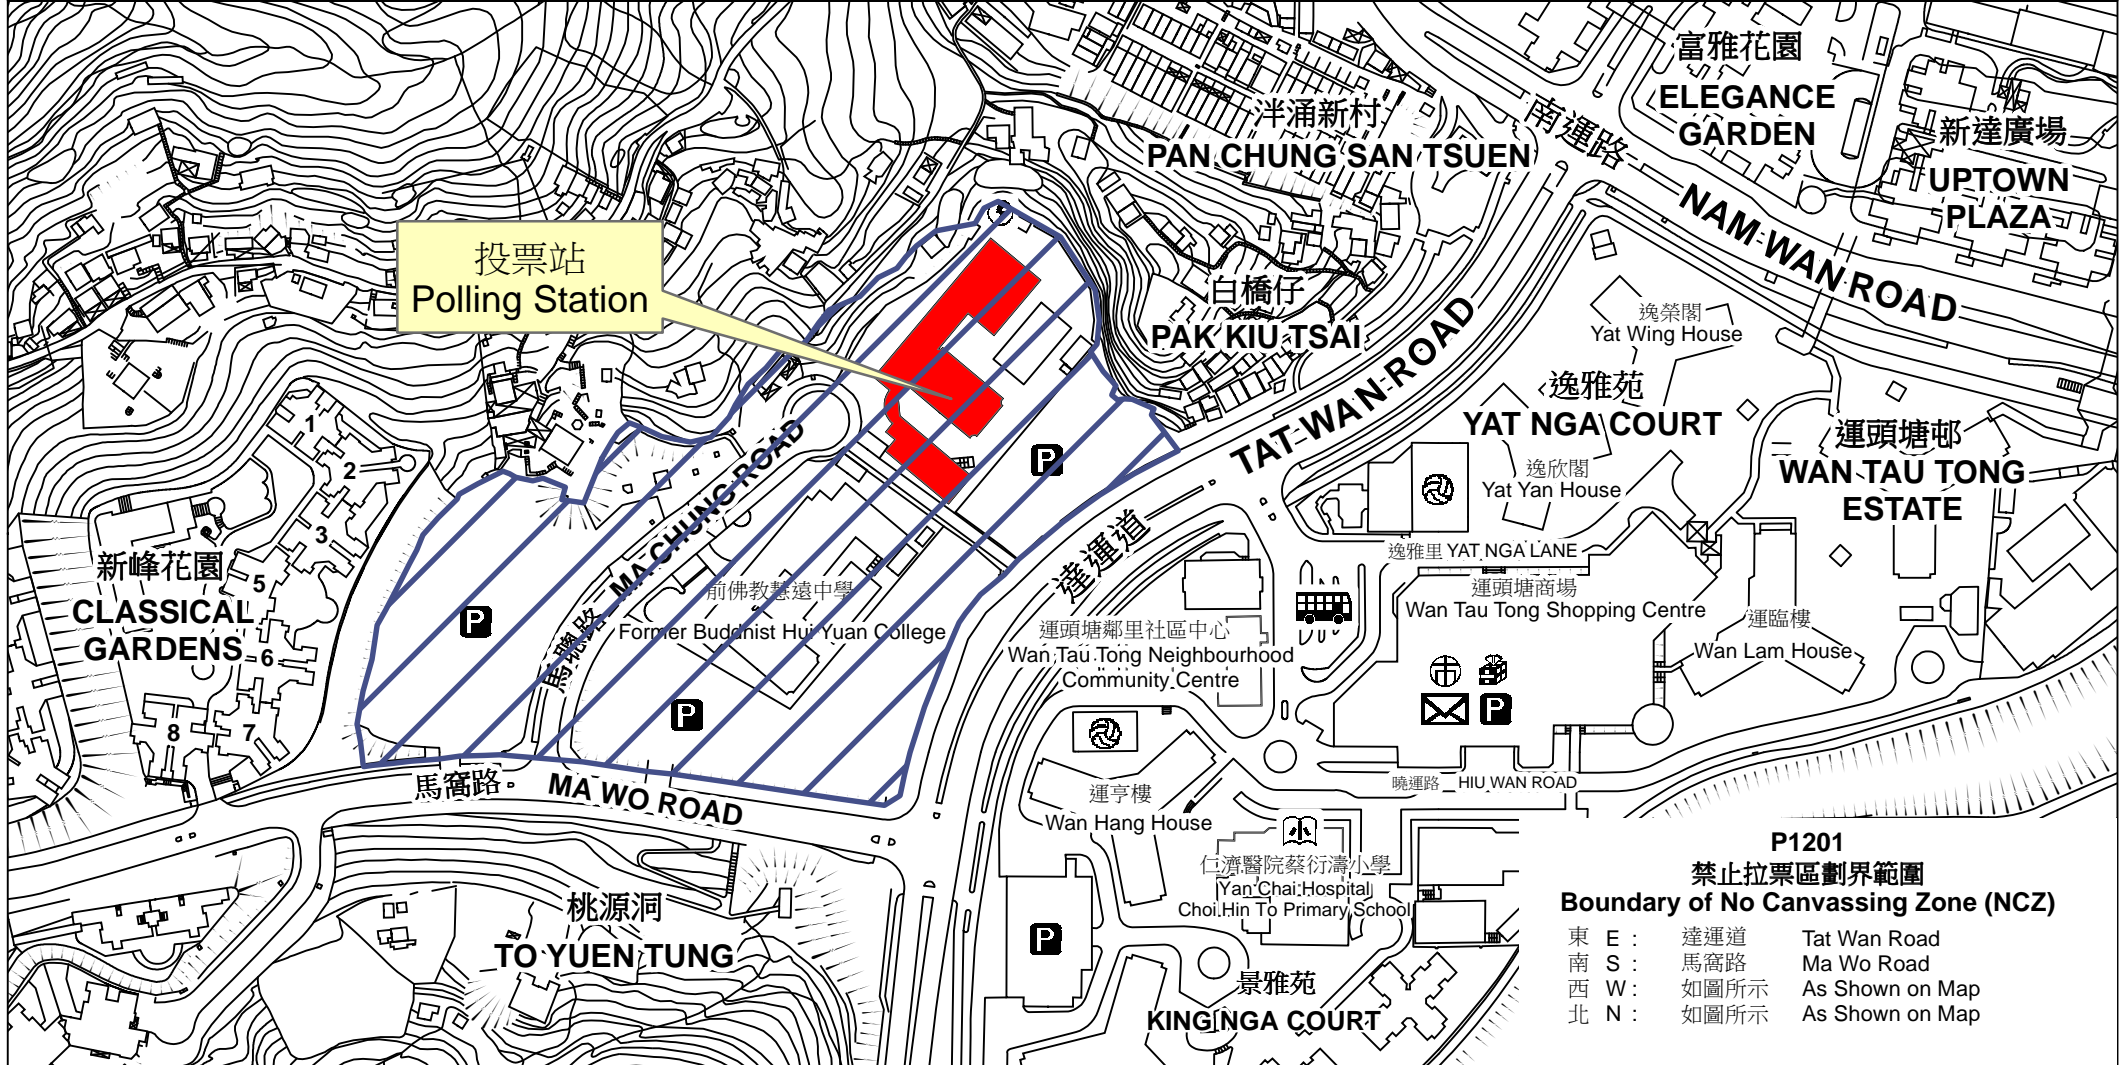 富雅花園
ELEGANCE
GARDEN
新達廣場
UPTOWN
PLAZA
南運路
NAM WAN ROAD
泮涌新村
PAN CHUNG SAN TSUEN
投票站
Polling Station
白橋仔
PAK KIU TSAI
逸榮閣
Yat Wing House
逸雅苑
YAT NGA COURT
逸欣閣
Yat Yan House
運頭塘邨
WAN TAU TONG
ESTATE
TAT WAN ROAD
達運道
P
1
2
3
5
6
7
8
新峰花園
CLASSICAL
GARDENS
MA CHUNG ROAD
馬聰路
P
前佛教慧遠中學
Former Buddhist Hui Yuan College
P
逸雅里 YAT NGA LANE
運頭塘商場
Wan Tau Tong Shopping Centre
P
運臨樓
Wan Lam House
運頭塘鄰里社區中心
Wan Tau Tong Neighbourhood
Community Centre
馬窩路
MA WO ROAD
曉運路 HIU WAN ROAD
運亨樓
Wan Hang House
仁濟醫院蔡衍濤小學
Yan Chai Hospital
Choi Hin To Primary School
P
桃源洞
TO YUEN TUNG
景雅苑
KING NGA COURT
P1201
禁止拉票區劃界範圍
Boundary of No Canvassing Zone (NCZ)
東 E : 達運道 Tat Wan Road
南 S : 馬窩路 Ma Wo Road
西 W : 如圖所示 As Shown on Map
北 N : 如圖所示 As Shown on Map